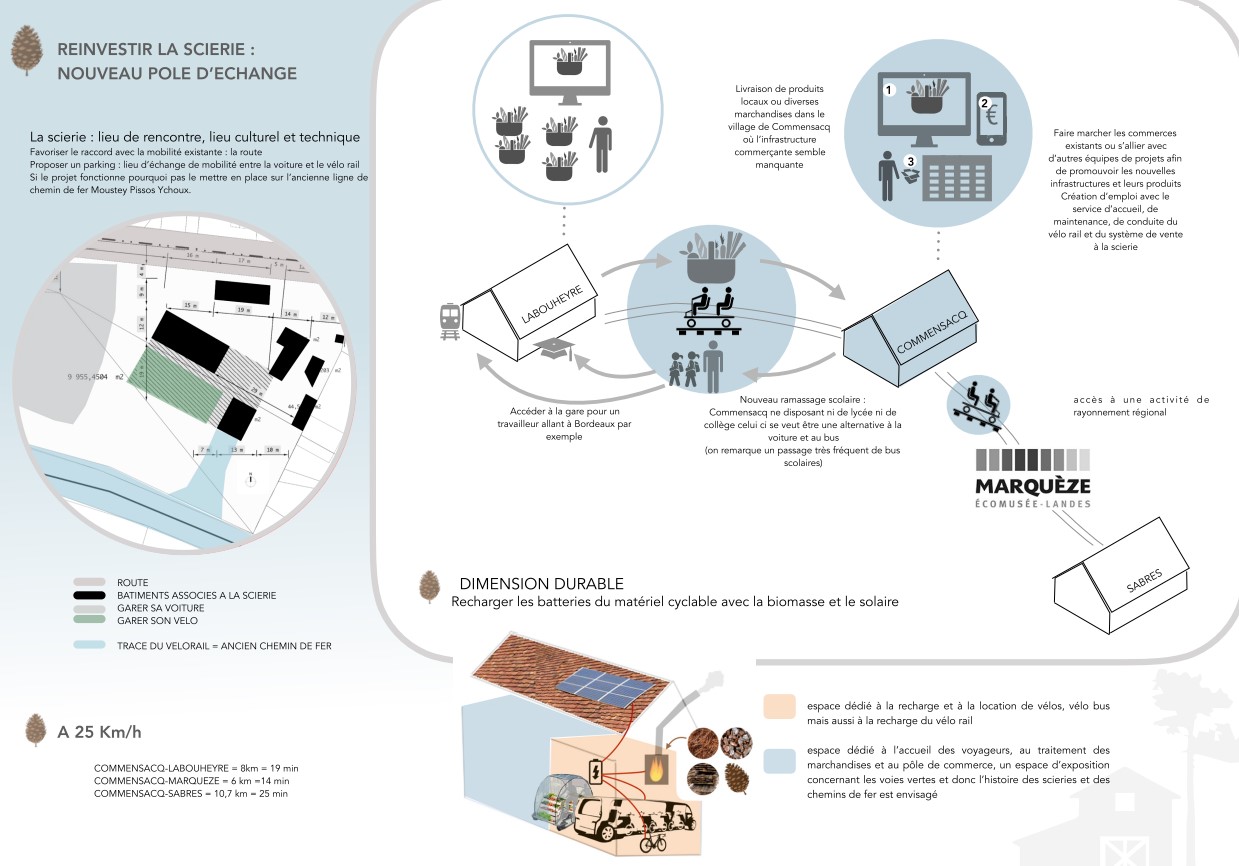 REINVESTIR LA SCIERIE :
NOUVEAU POLE D'ECHANGE
La scierie : lieu de rencontre, lieu culturel et technique
Favoriser le raccord avec la mobilité existante : la route
Proposer un parking : lieu d'échange de mobilité entre la voiture et le vélo rail
Si le projet fonctionne pourquoi pas le mettre en place sur l'ancienne ligne de
chemin de fer Moustey Pissos Ychoux.
16 m
17 m
5 m
4 m
9 m
15 m
19 m
14 m
12 m
12 m
9 955,4504 m2
m2
m2
7 m
13 m
10 m
ROUTE
BATIMENTS ASSOCIES A LA SCIERIE
GARER SA VOITURE
GARER SON VELO
TRACE DU VELORAIL = ANCIEN CHEMIN DE FER
A 25 Km/h
COMMENSACQ-LABOUHEYRE = 8km = 19 min
COMMENSACQ-MARQUEZE = 6 km =14 min
COMMENSACQ-SABRES = 10,7 km = 25 min
Livraison de produits
locaux ou diverses
marchandises dans le
village de Commensacq
où l'infrastructure
commerçante semble
manquante
1
2
€
3
Faire marcher les commerces
existants ou s'allier avec
d'autres équipes de projets afin
de promouvoir les nouvelles
infrastructures et leurs produits
Création d'emploi avec le
service d'accueil, de
maintenance, de conduite du
vélo rail et du système de vente
à la scierie
LABOUHEYRE
COMMENSACQ
Accéder à la gare pour un
travailleur allant à Bordeaux par
exemple
Nouveau ramassage scolaire :
Commensacq ne disposant ni de lycée ni de
collège celui ci se veut être une alternative à la
voiture et au bus
(on remarque un passage très fréquent de bus
scolaires)
accès à une activité de
rayonnement régional
MARQUÈZE
ÉCOMUSÉE-LANDES
SABRES
DIMENSION DURABLE
Recharger les batteries du matériel cyclable avec la biomasse et le solaire
espace dédié à la recharge et à la location de vélos, vélo bus
mais aussi à la recharge du vélo rail
espace dédié à l'accueil des voyageurs, au traitement des
marchandises et au pôle de commerce, un espace d'exposition
concernant les voies vertes et donc l'histoire des scieries et des
chemins de fer est envisagé